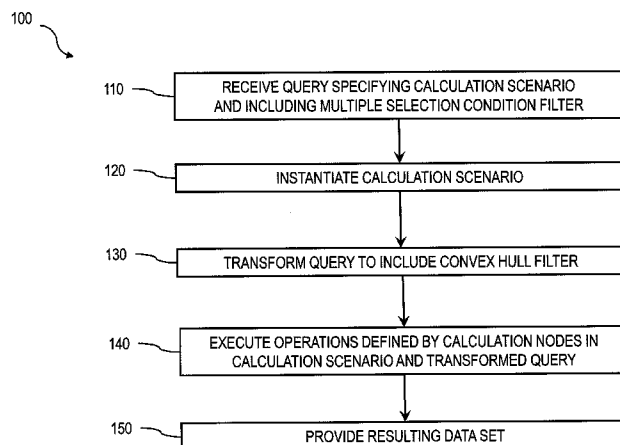 100
110
RECEIVE QUERY SPECIFYING CALCULATION SCENARIO
AND INCLUDING MULTIPLE SELECTION CONDITION FILTER
120
INSTANTIATE CALCULATION SCENARIO
130
TRANSFORM QUERY TO INCLUDE CONVEX HULL FILTER
140
EXECUTE OPERATIONS DEFINED BY CALCULATION NODES IN
CALCULATION SCENARIO AND TRANSFORMED QUERY
150
PROVIDE RESULTING DATA SET